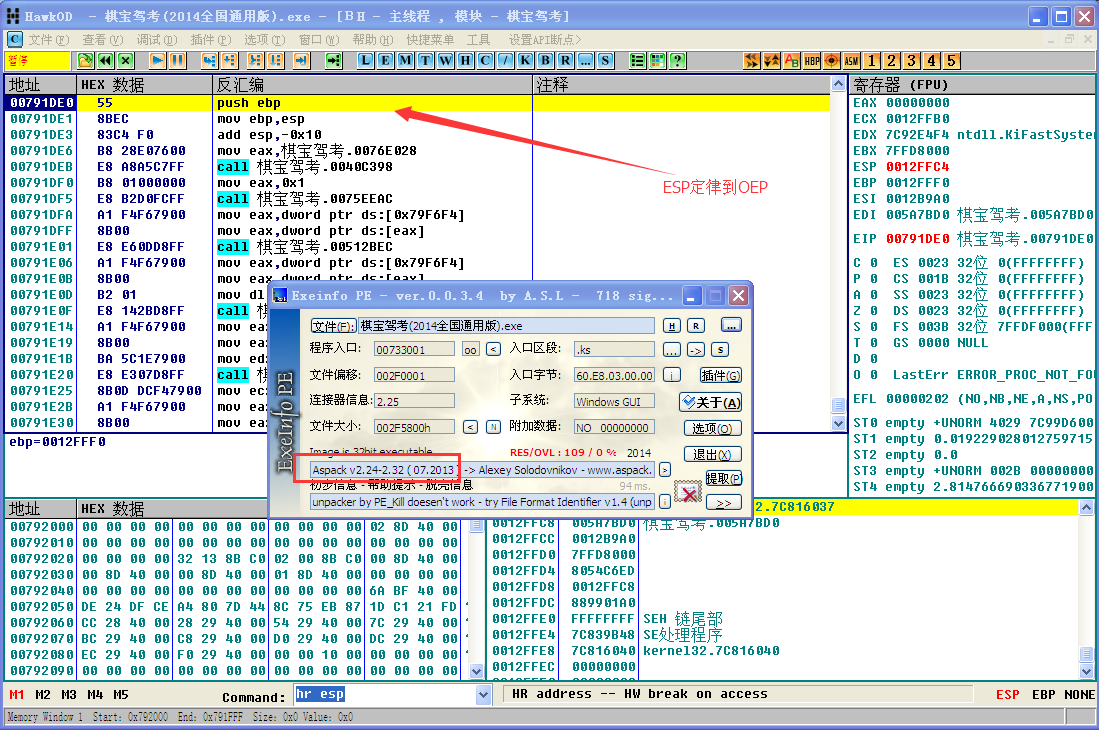 HawkOD - 棋宝驾考(2014全国通用版).exe - [BH - 主线程 , 模块 - 棋宝驾考]
文件(F) 查看(V) 调试(D) 插件(P) 选项(T) 窗口(W) 帮助(H) 快捷菜单 工具 设置API断点>
暂停 L E M T W H C / K B R ... S ? HBP ASM 1 2 3 4 5
地址 HEX 数据 反汇编 注释
00791DE0 55 push ebp
00791DE1 8BEC mov ebp,esp
00791DE3 83C4 F0 add esp,-0x10
00791DE6 B8 28E07600 mov eax,棋宝驾考.0076E028
00791DEB E8 A8A5C7FF call 棋宝驾考.0040C398
00791DF0 B8 01000000 mov eax,0x1
00791DF5 E8 B2D0FCFF call 棋宝驾考.0075EEAC
00791DFA A1 F4F67900 mov eax,dword ptr ds:[0x79F6F4]
00791DFF 8B00 mov eax,dword ptr ds:[eax]
00791E01 E8 E60DD8FF call 棋宝驾考.00512BEC
00791E06 A1 F4F67900 mov eax,dword ptr ds:[0x79F6F4]
00791E0B 8B00 mov eax,dword ptr ds:[eax]
00791E0D B2 01 mov dl
00791E0F E8 142BD8FF call
00791E14 A1 F4F67900 mov eax
00791E19 8B00 mov eax
00791E1B BA 5C1E7900 mov ed
00791E20 E8 E307D8FF call
00791E25 8B0D DCF47900 mov ec
00791E2B A1 F4F67900 mov eax
00791E30 8B00 mov eax
ebp=0012FFF0
ESP定律到OEP
寄存器 (FPU)
EAX 00000000
ECX 0012FFB0
EDX 7C92E4F4 ntdll.KiFastSystem
EBX 7FFD8000
ESP 0012FFC4
EBP 0012FFF0
ESI 0012B9A0
EDI 005A7BD0 棋宝驾考.005A7BD0
EIP 00791DE0 棋宝驾考.00791DE0
C 0 ES 0023 32位 0(FFFFFFFF)
P 0 CS 001B 32位 0(FFFFFFFF)
A 0 SS 0023 32位 0(FFFFFFFF)
Z 0 DS 0023 32位 0(FFFFFFFF)
S 0 FS 003B 32位 7FFDF000(FFF
T 0 GS 0000 NULL
D 0
O 0 LastErr ERROR_PROC_NOT_FO
EFL 00000202 (NO,NB,NE,A,NS,PO
ST0 empty +UNORM 4029 7C99D600
ST1 empty 0.019229028012759715
ST2 empty +UNORM 0012 00000000
ST3 empty +UNORM 002B 00000000
ST4 empty 2.8147666903367719​00
Exeinfo PE - ver.0.0.3.4 by A.S.L - 718 sig...
ExeInfo PE
文件(F): 棋宝驾考(2014全国通用版).exe H R ...
程序入口: 00733001 oo < 入口区段: .ks ... -> s
文件偏移: 002F0001 入口字节: 60.E8.03.00.00 插件(G)
连接器信息: 2.25 子系统: Windows GUI 关于(A)
文件大小: 002F5800h < N 附加数据: NO 00000000 选项(O)
Image is 32bit executable RES/OVL : 109 / 0 % 2014 退出(X)
Aspack v2.24-2.32 ( 07.2013 ) -> Alexey Solodovnikov - www.aspack. > 提取(P)
初步信息 - 帮助提示 - 脱壳信息 94 ms.
unpacker by PE_Kill doesen't work - try File Format Identifier v1.4 (unp i >>
地址 HEX 数据
00792000 00 00 00 00 00 00 00 00 00 00 00 00 02 8D 40 00
00792010 00 00 00 00 00 00 00 00 00 00 00 00 00 00 00 00
00792020 00 00 00 00 32 13 8B C0 02 00 8B C0 00 8D 40 00
00792030 00 8D 40 00 00 8D 40 00 01 8D 40 00 00 00 00 00
00792040 00 00 00 00 00 00 00 00 00 00 00 00 6A BF 40 00
00792050 DE 24 DF CE A4 80 7D 44 8C 75 EB 87 1D C1 21 FD
00792060 CC 28 40 00 28 29 40 00 54 29 40 00 7C 29 40 00
00792070 BC 29 40 00 C8 29 40 00 D0 29 40 00 DC 29 40 00
00792080 EC 29 40 00 F0 29 40 00 00 00 10 00 00 00 00 00
00792090 00 00 00 00 00 00 00 00 00 00 00 00 00 00 00 00
2.7C816037
0012FFC8 005A7BD0 棋宝驾考.005A7BD0
0012FFCC 0012B9A0
0012FFD0 7FFD8000
0012FFD4 8054C6ED
0012FFD8 0012FFC8
0012FFDC 889901A0
0012FFE0 FFFFFFFF SEH 链尾部
0012FFE4 7C839B48 SE处理程序
0012FFE8 7C816040 kernel32.7C816040
0012FFEC 00000000
M1 M2 M3 M4 M5 Command: hr esp HR address -- HW break on access ESP EBP NONE
Memory Window 1 Start: 0x792000 End: 0x791FFF Size: 0x0 Value: 0x0